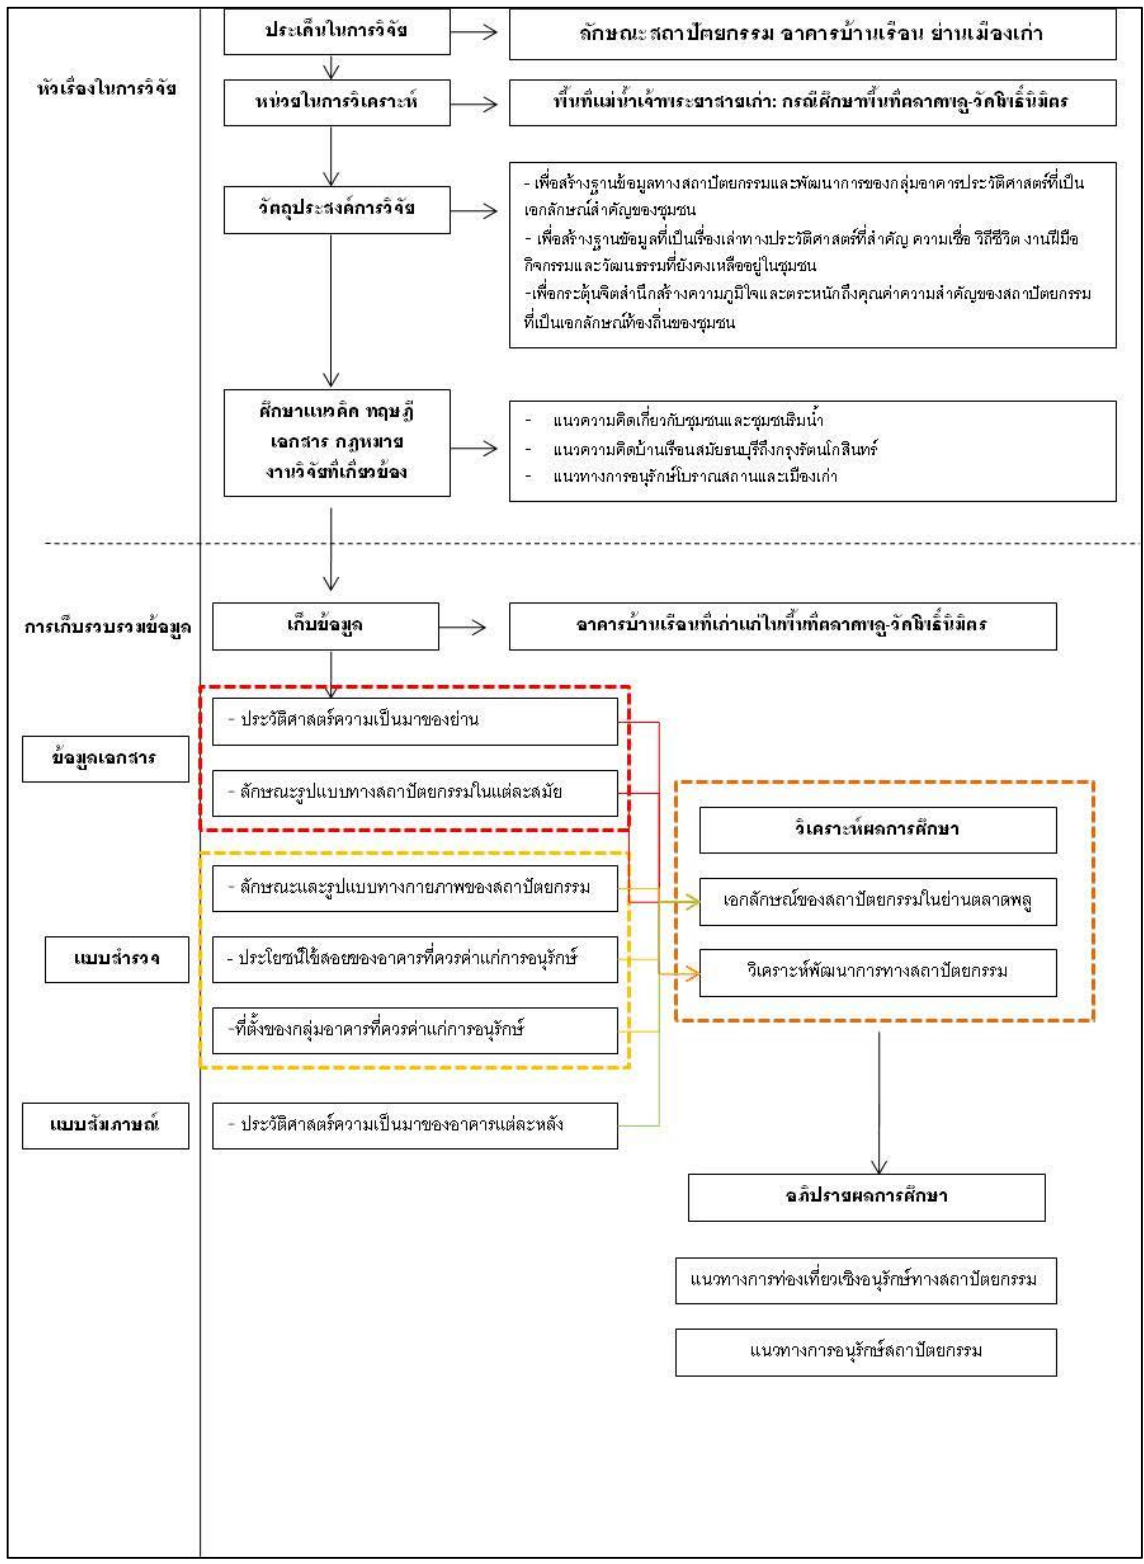 ประเด็นในการวิจัย
ลักษณะสถาปัตยกรรม อาคารบ้านเรือน ย่านเมืองเก่า
หัวเรื่องในการวิจัย
หน่วยในการวิเคราะห์
พื้นที่แม่น้ำเจ้าพระยาสายเก่า: กรณีศึกษาพื้นที่ตลาดพลู-วัดโพธิ์นิมิตร
วัตถุประสงค์การวิจัย
- เพื่อสร้างฐานข้อมูลทางสถาปัตยกรรมและพัฒนาการของกลุ่มอาคารประวัติศาสตร์ที่เป็น
เอกลักษณ์สำคัญของชุมชน
- เพื่อสร้างฐานข้อมูลที่เป็นเรื่องเล่าทางประวัติศาสตร์ที่สำคัญ ความเชื่อ วิถีชีวิต งานฝีมือ
กิจกรรมและวัฒนธรรมที่ยังคงเหลืออยู่ในชุมชน
-เพื่อกระตุ้นจิตสำนึกสร้างความภูมิใจและตระหนักถึงคุณค่าความสำคัญของสถาปัตยกรรม
ที่เป็นเอกลักษณ์ท้องถิ่นของชุมชน
ศึกษาแนวคิด ทฤษฎี
เอกสาร กฎหมาย
งานวิจัยที่เกี่ยวข้อง
- แนวความคิดเกี่ยวกับชุมชนและชุมชนริมน้ำ
- แนวความคิดบ้านเรือนสมัยธนบุรีถึงกรุงรัตนโกสินทร์
- แนวทางการอนุรักษ์โบราณสถานและเมืองเก่า
การเก็บรวบรวมข้อมูล
เก็บข้อมูล
อาคารบ้านเรือนที่เก่าแก่ในพื้นที่ตลาดพลู-วัดโพธิ์นิมิตร
- ประวัติศาสตร์ความเป็นมาของย่าน
ข้อมูลเอกสาร
- ลักษณะรูปแบบทางสถาปัตยกรรมในแต่ละสมัย
วิเคราะห์ผลการศึกษา
- ลักษณะและรูปแบบทางกายภาพของสถาปัตยกรรม
เอกลักษณ์ของสถาปัตยกรรมในย่านตลาดพลู
แบบสำรวจ
- ประโยชน์ใช้สอยของอาคารที่ควรค่าแก่การอนุรักษ์
วิเคราะห์พัฒนาการทางสถาปัตยกรรม
-ที่ตั้งของกลุ่มอาคารที่ควรค่าแก่การอนุรักษ์
แบบสัมภาษณ์
- ประวัติศาสตร์ความเป็นมาของอาคารแต่ละหลัง
อภิปรายผลการศึกษา
แนวทางการท่องเที่ยวเชิงอนุรักษ์ทางสถาปัตยกรรม
แนวทางการอนุรักษ์สถาปัตยกรรม